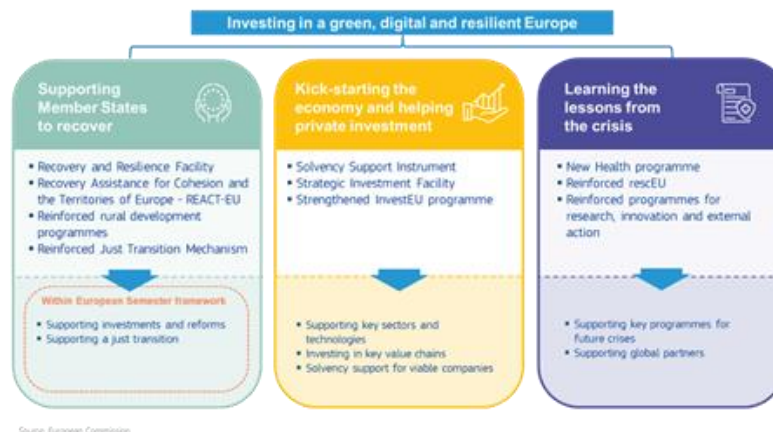 Investing in a green, digital and resilient Europe
Supporting
Member States
to recover
▪ Recovery and Resilience Facility
▪ Recovery Assistance for Cohesion and
the Territories of Europe - REACT-EU
▪ Reinforced rural development
programmes
▪ Reinforced Just Transition Mechanism
Within European Semester framework
▪ Supporting investments and reforms
▪ Supporting a just transition
Kick-starting the
economy and helping
private investment
▪ Solvency Support Instrument
▪ Strategic Investment Facility
▪ Strengthened InvestEU programme
▪ Supporting key sectors and
technologies
▪ Investing in key value chains
▪ Solvency support for viable companies
Learning the
lessons from
the crisis
▪ New Health programme
▪ Reinforced rescEU
▪ Reinforced programmes for
research, innovation and external
action
▪ Supporting key programmes for
future crises
▪ Supporting global partners
Source: European Commission